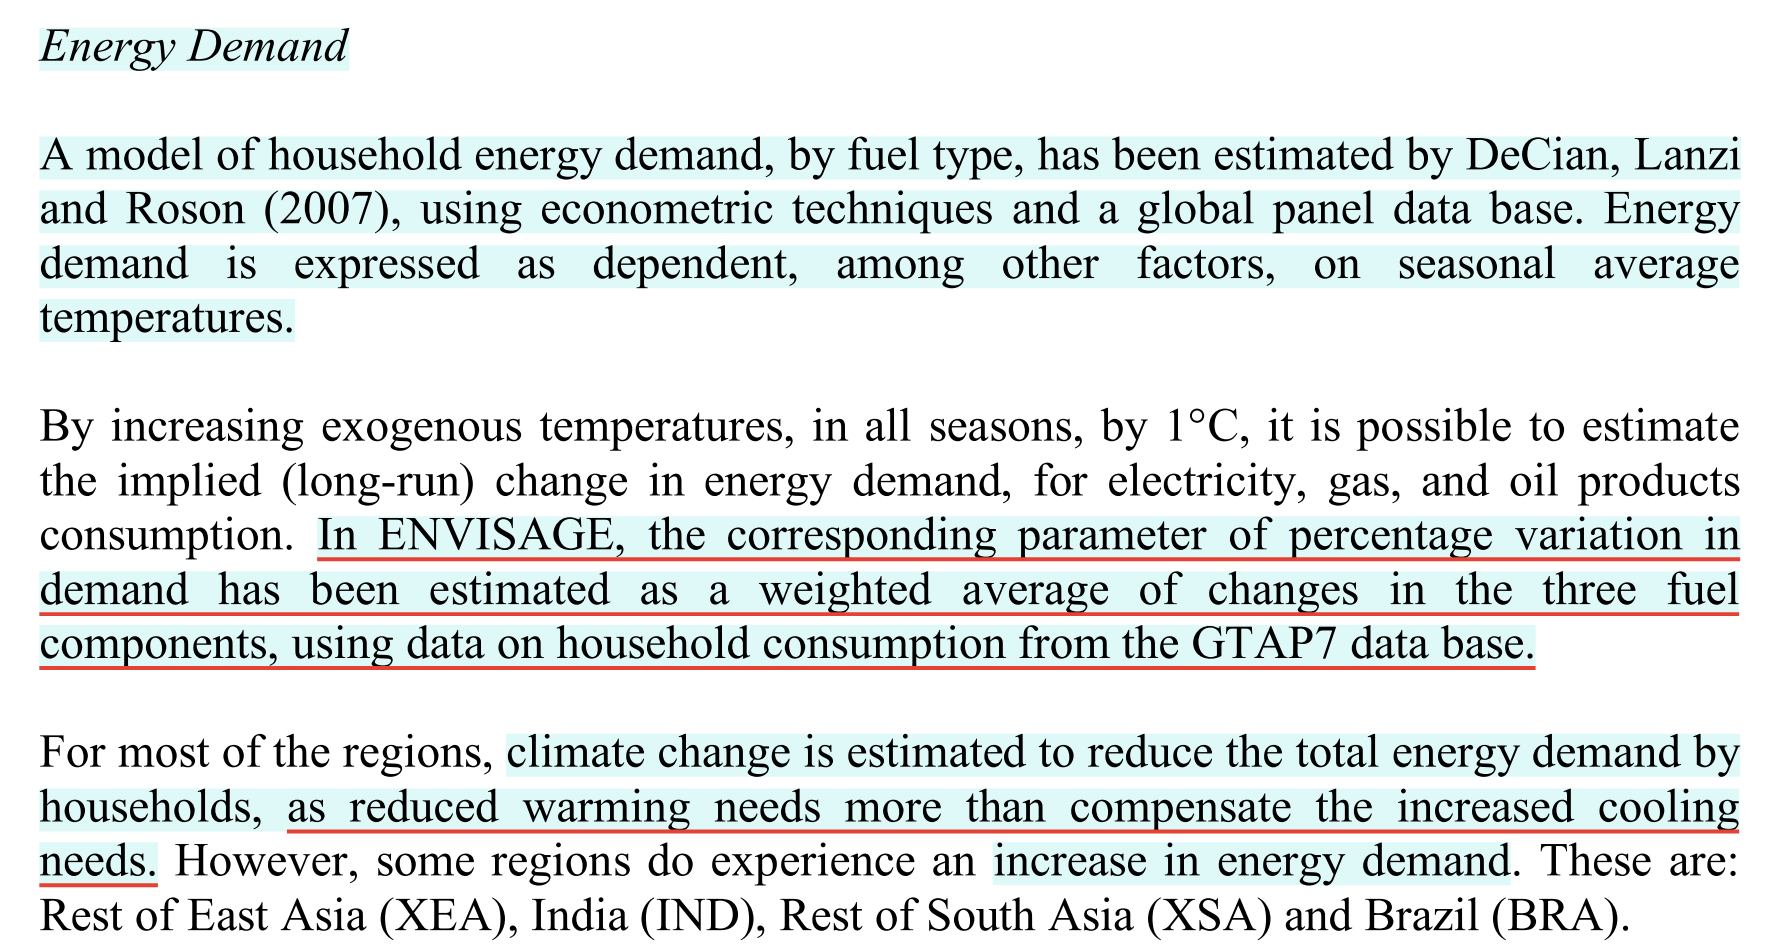 Energy Demand
A model of household energy demand, by fuel type, has been estimated by DeCian, Lanzi
and Roson (2007), using econometric techniques and a global panel data base. Energy
demand is expressed as dependent, among other factors, on seasonal average
temperatures.
By increasing exogenous temperatures, in all seasons, by 1°C, it is possible to estimate
the implied (long-run) change in energy demand, for electricity, gas, and oil products
consumption. In ENVISAGE, the corresponding parameter of percentage variation in
demand has been estimated as a weighted average of changes in the three fuel
components, using data on household consumption from the GTAP7 data base.
For most of the regions, climate change is estimated to reduce the total energy demand by
households, as reduced warming needs more than compensate the increased cooling
needs. However, some regions do experience an increase in energy demand. These are:
Rest of East Asia (XEA), India (IND), Rest of South Asia (XSA) and Brazil (BRA).